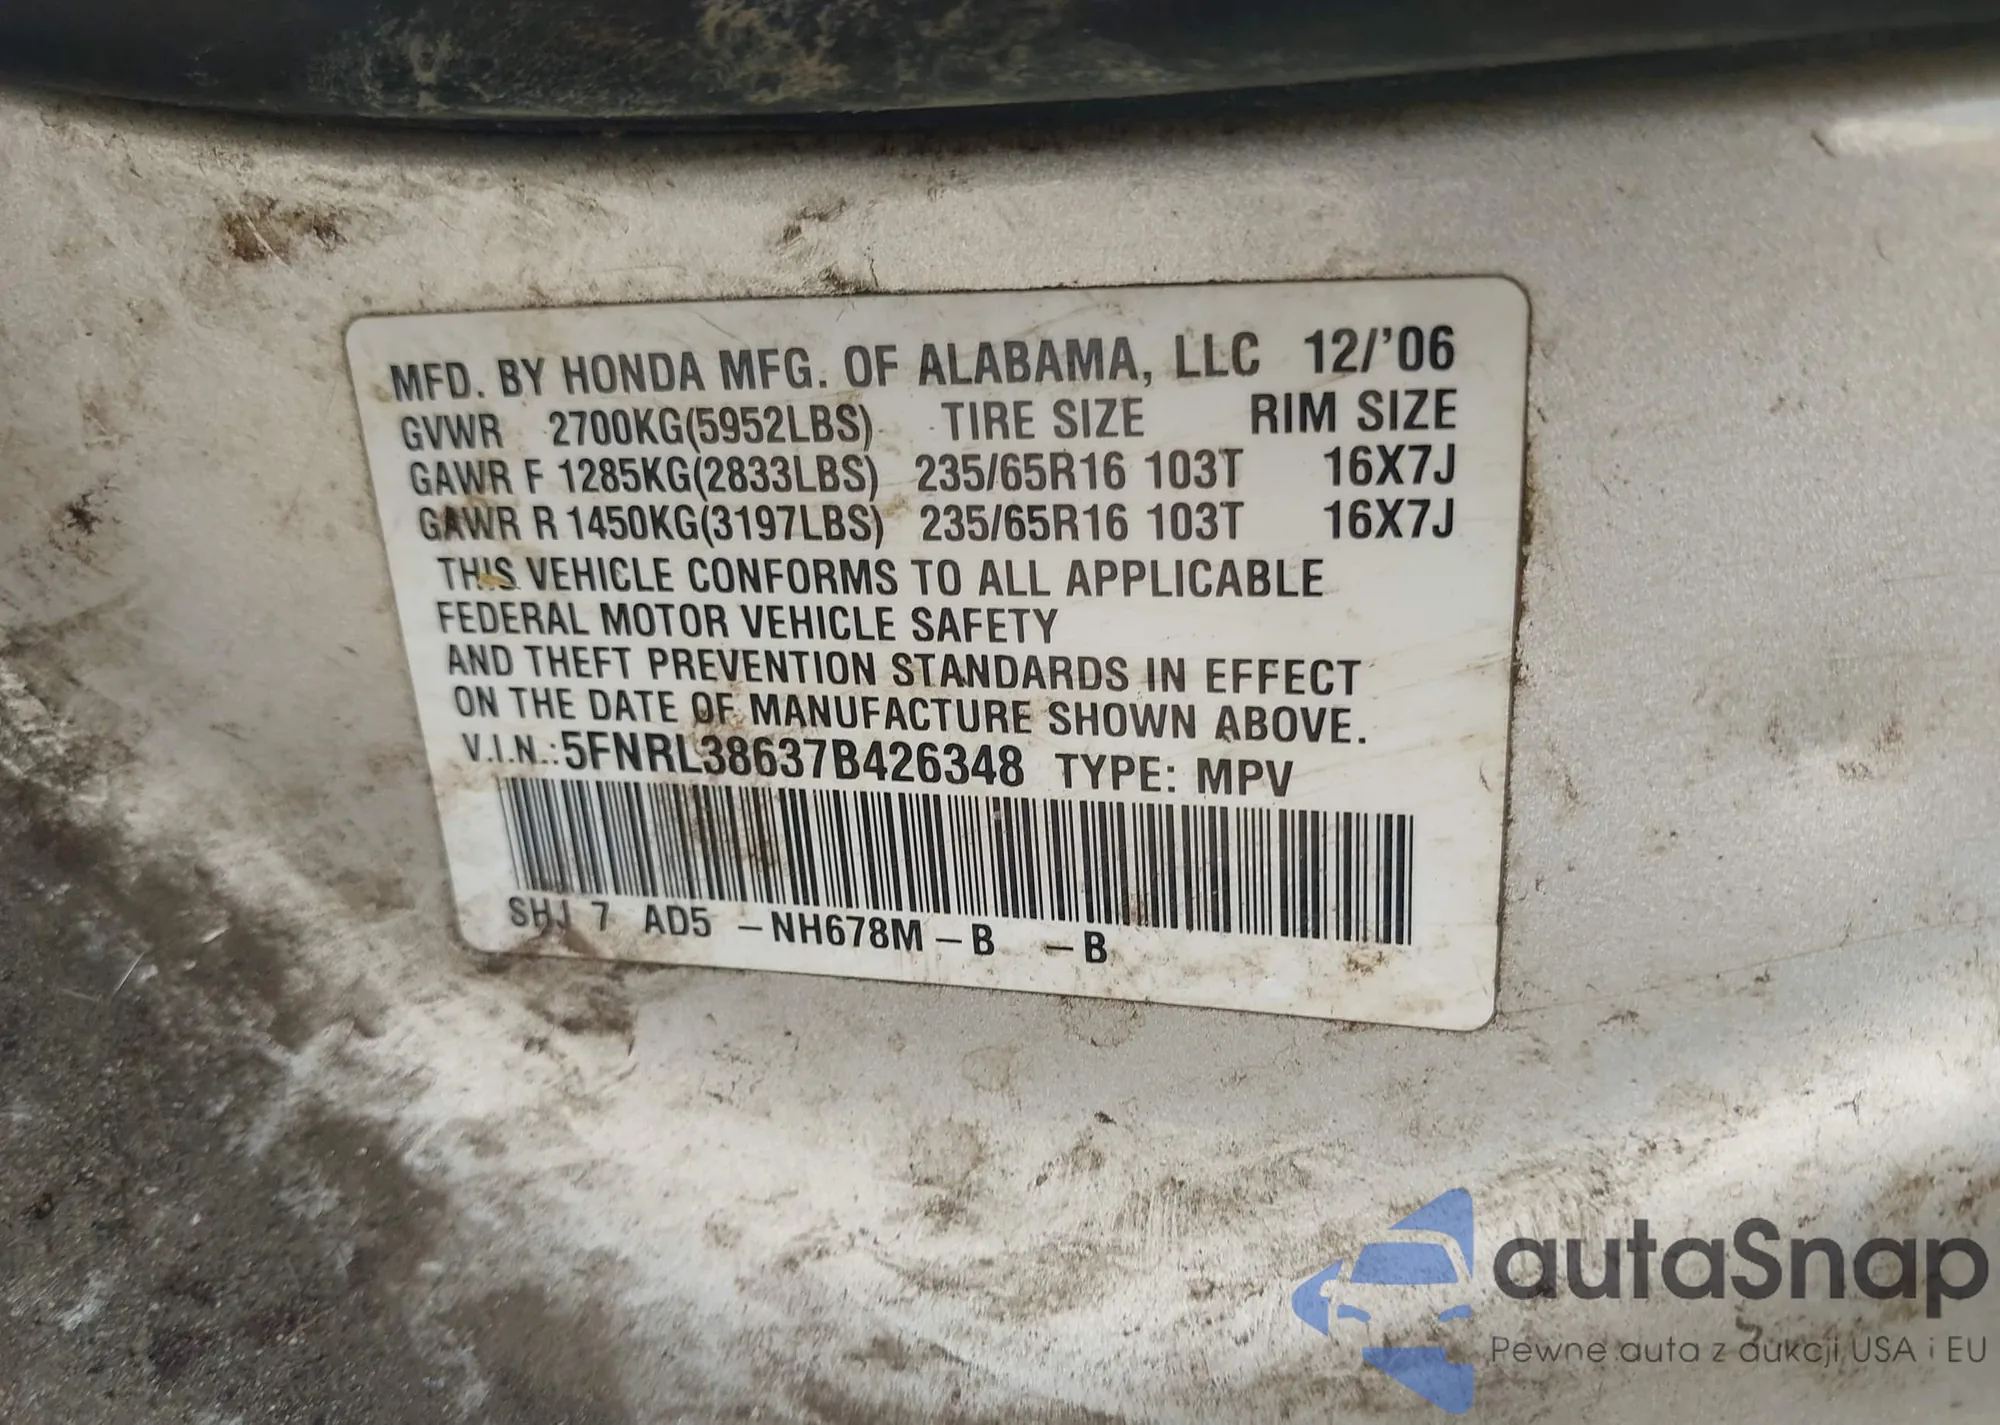 MFD. BY HONDA MFG. OF ALABAMA, LLC 12/'06
GVWR 2700KG(5952LBS) TIRE SIZE RIM SIZE
GAWR F 1285KG(2833LBS) 235/65R16 103T 16X7J
GAWR R 1450KG(3197LBS) 235/65R16 103T 16X7J
THIS VEHICLE CONFORMS TO ALL APPLICABLE
FEDERAL MOTOR VEHICLE SAFETY
AND THEFT PREVENTION STANDARDS IN EFFECT
ON THE DATE OF MANUFACTURE SHOWN ABOVE.
V.I.N.:5FNRL38637B426348 TYPE: MPV
SHJ 7 AD5 -NH678M-B -B
autaSnap
Pewne auta z aukcji USA i EU